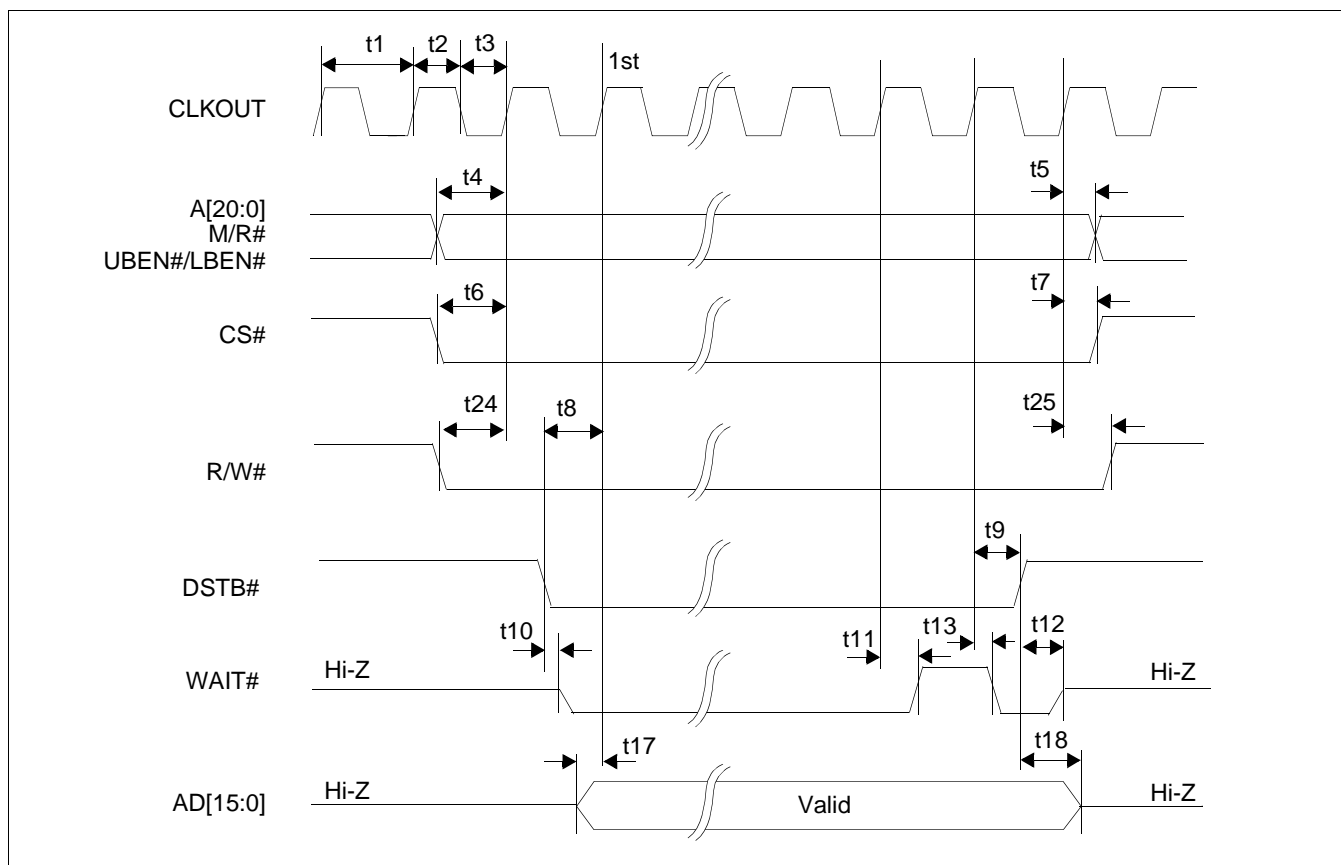 t1
t2
t3
1st
CLKOUT
t4
t5
A[20:0]
M/R#
UBEN#/LBEN#
t6
t7
CS#
t24
t8
t25
R/W#
t9
DSTB#
t10
t11
t13
t12
Hi-Z
Hi-Z
WAIT#
t17
t18
Hi-Z
Valid
Hi-Z
AD[15:0]